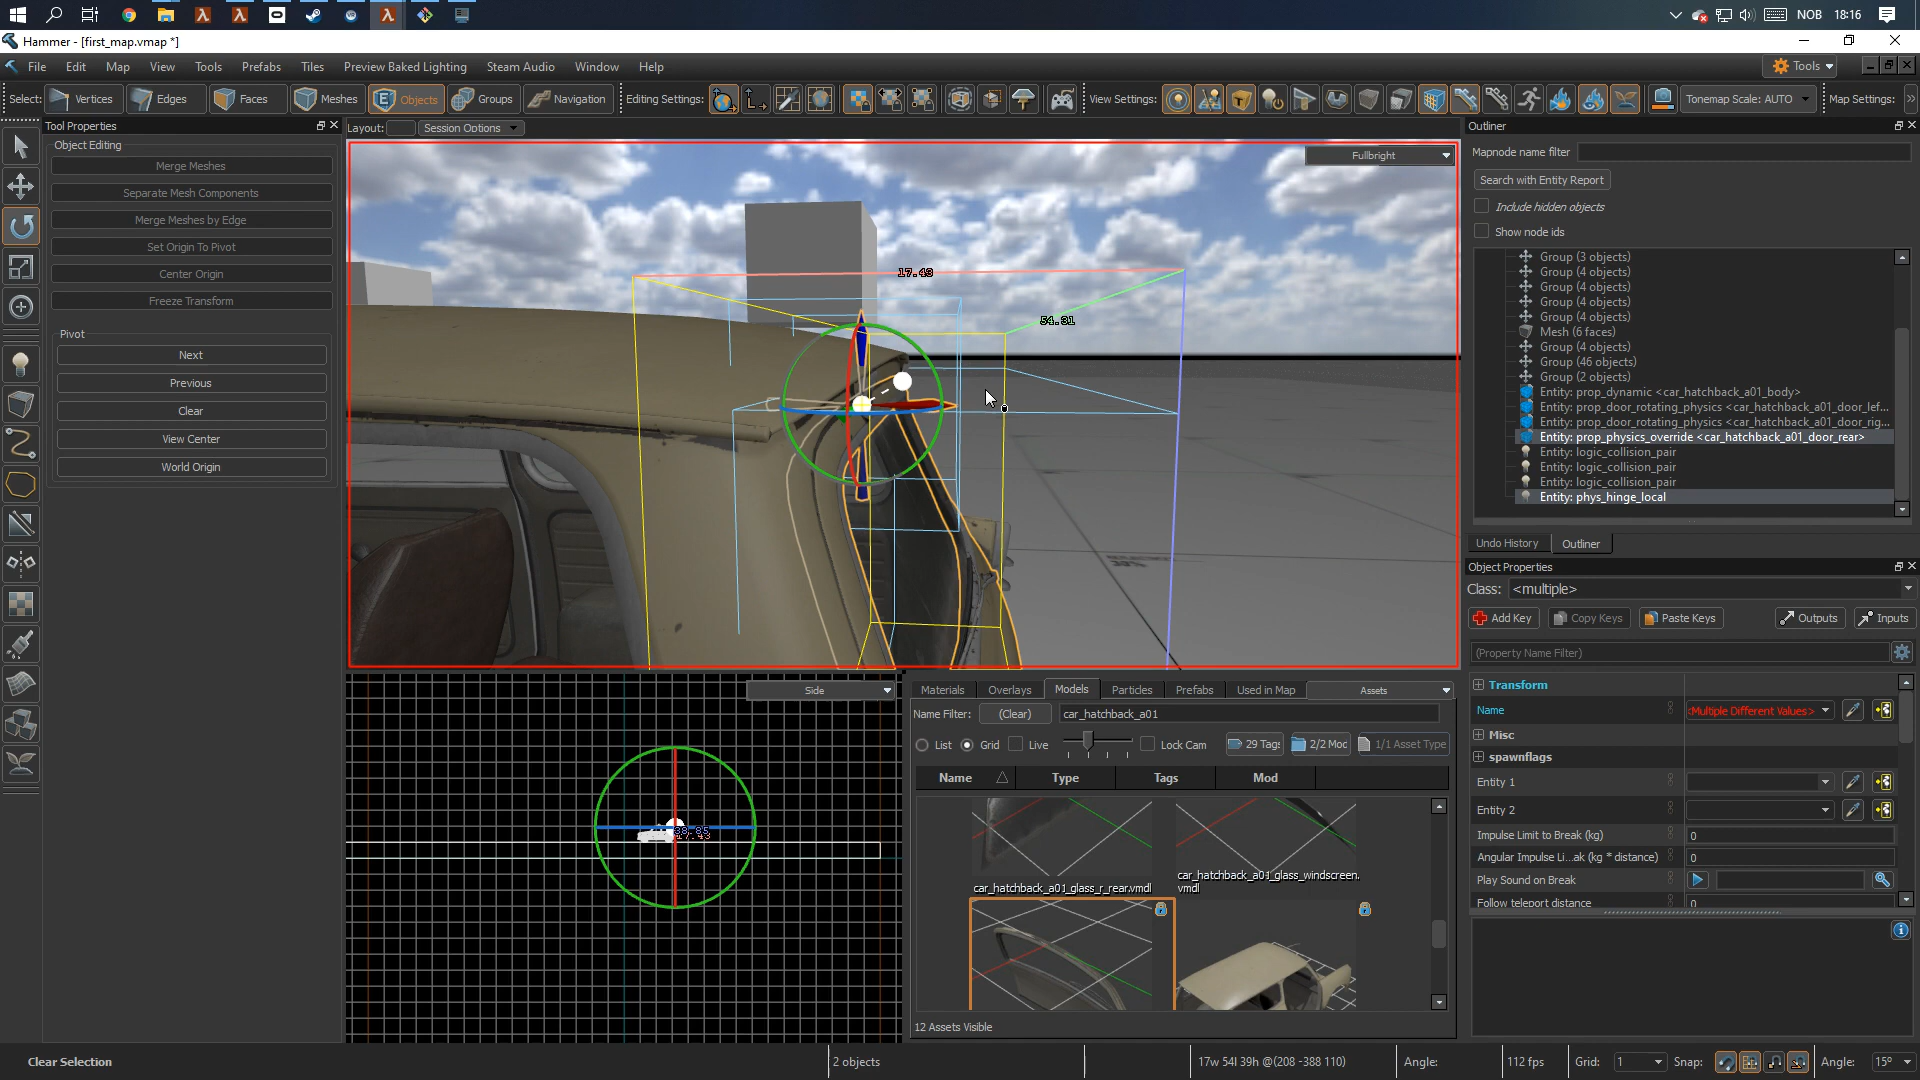 NOB 18:16
Hammer - [first_map.vmap *]
File Edit Map View Tools Prefabs Tiles Preview Baked Lighting Steam Audio Window Help
Tools
Select: Vertices Edges Faces Meshes Objects Groups Navigation Editing Settings: View Settings: Tonemap Scale: AUTO Map Settings:
Tool Properties
Object Editing
Merge Meshes
Separate Mesh Components
Merge Meshes by Edge
Set Origin To Pivot
Center Origin
Freeze Transform
Pivot
Next
Previous
Clear
View Center
World Origin
Layout: Session Options
Fullbright
17.43
54.31
Side
38.85
17.43
Materials Overlays Models Particles Prefabs Used in Map Assets
Name Filter: (Clear) car_hatchback_a01
List Grid Live Lock Cam 29 Tags 2/2 Mod 1/1 Asset Type
Name Type Tags Mod
car_hatchback_a01_glass_r_rear.vmdl
car_hatchback_a01_glass_windscreen.
vmdl
12 Assets Visible
Outliner
Mapnode name filter
Search with Entity Report
Include hidden objects
Show node ids
Group (3 objects)
Group (4 objects)
Group (4 objects)
Group (4 objects)
Group (4 objects)
Mesh (6 faces)
Group (4 objects)
Group (46 objects)
Group (2 objects)
Entity: prop_dynamic <car_hatchback_a01_body>
Entity: prop_door_rotating_physics <car_hatchback_a01_door_lef...
Entity: prop_door_rotating_physics <car_hatchback_a01_door_rig...
Entity: prop_physics_override <car_hatchback_a01_door_rear>
Entity: logic_collision_pair
Entity: logic_collision_pair
Entity: logic_collision_pair
Entity: phys_hinge_local
Undo History Outliner
Object Properties
Class: <multiple>
Add Key Copy Keys Paste Keys Outputs Inputs
(Property Name Filter)
Transform
Name <Multiple Different Values>
Misc
spawnflags
Entity 1
Entity 2
Impulse Limit to Break (kg) 0
Angular Impulse Li...ak (kg * distance) 0
Play Sound on Break
Follow teleport distance 0
Clear Selection 2 objects 17w 54l 39h @(208 -388 110) Angle: 112 fps Grid: 1 Snap: Angle: 15º